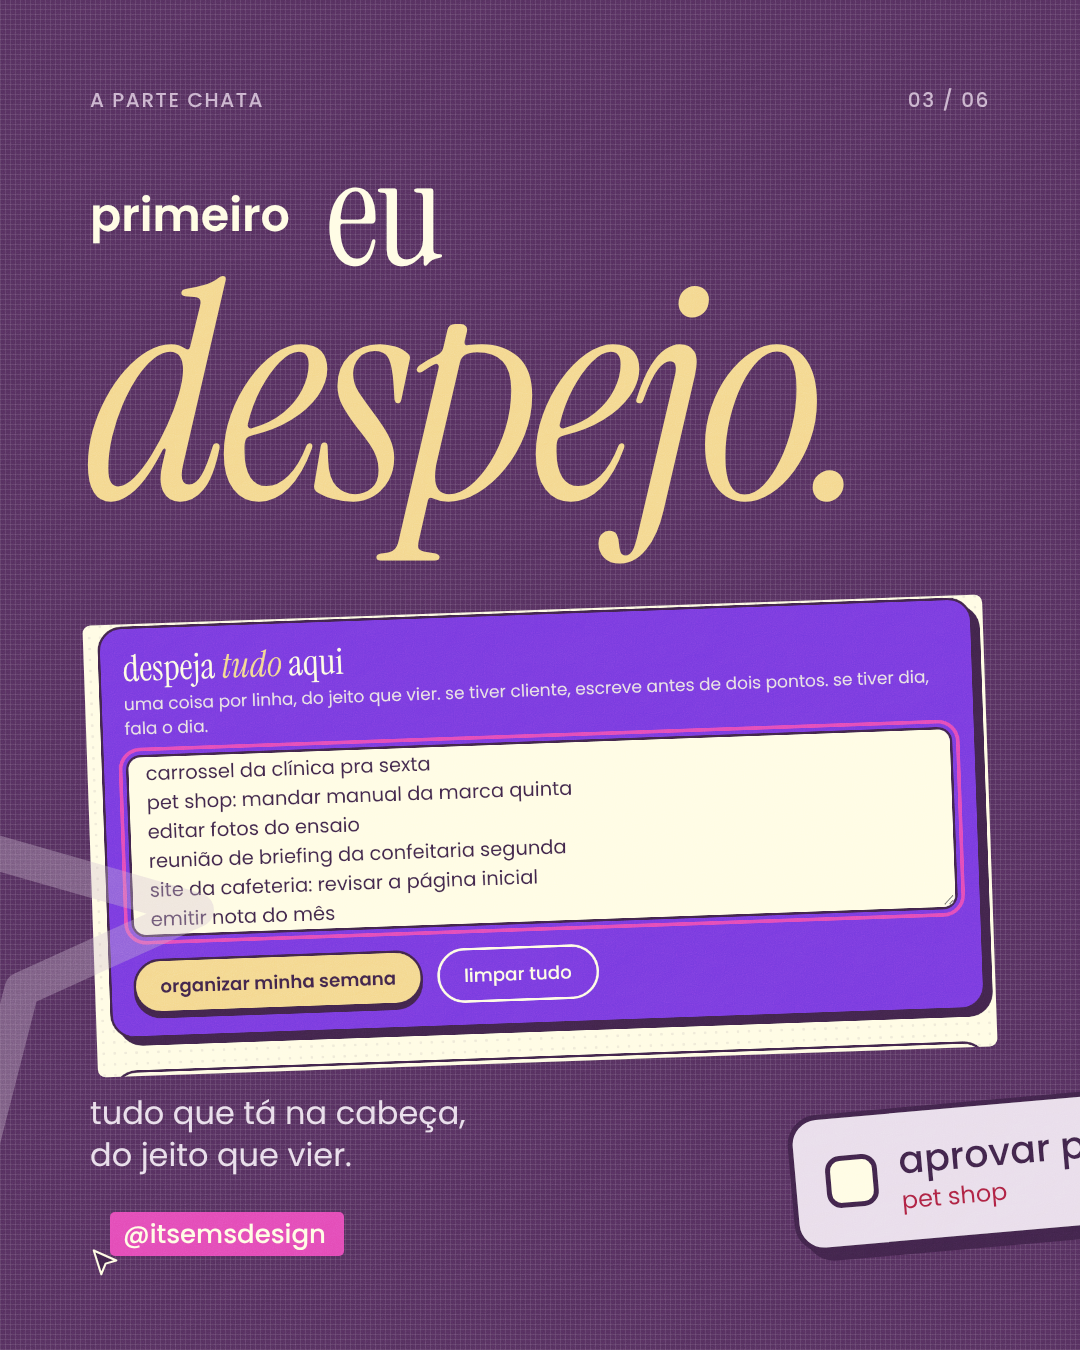 A PARTE CHATA
03 / 06
primeiro eu
despejo.
despeja tudo aqui
uma coisa por linha, do jeito que vier. se tiver cliente, escreve antes de dois pontos. se tiver dia,
fala o dia.
carrossel da clínica pra sexta
pet shop: mandar manual da marca quinta
editar fotos do ensaio
reunião de briefing da confeitaria segunda
site da cafeteria: revisar a página inicial
emitir nota do mês
organizar minha semana
limpar tudo
tudo que tá na cabeça,
do jeito que vier.
aprovar p
pet shop
@itsemsdesign